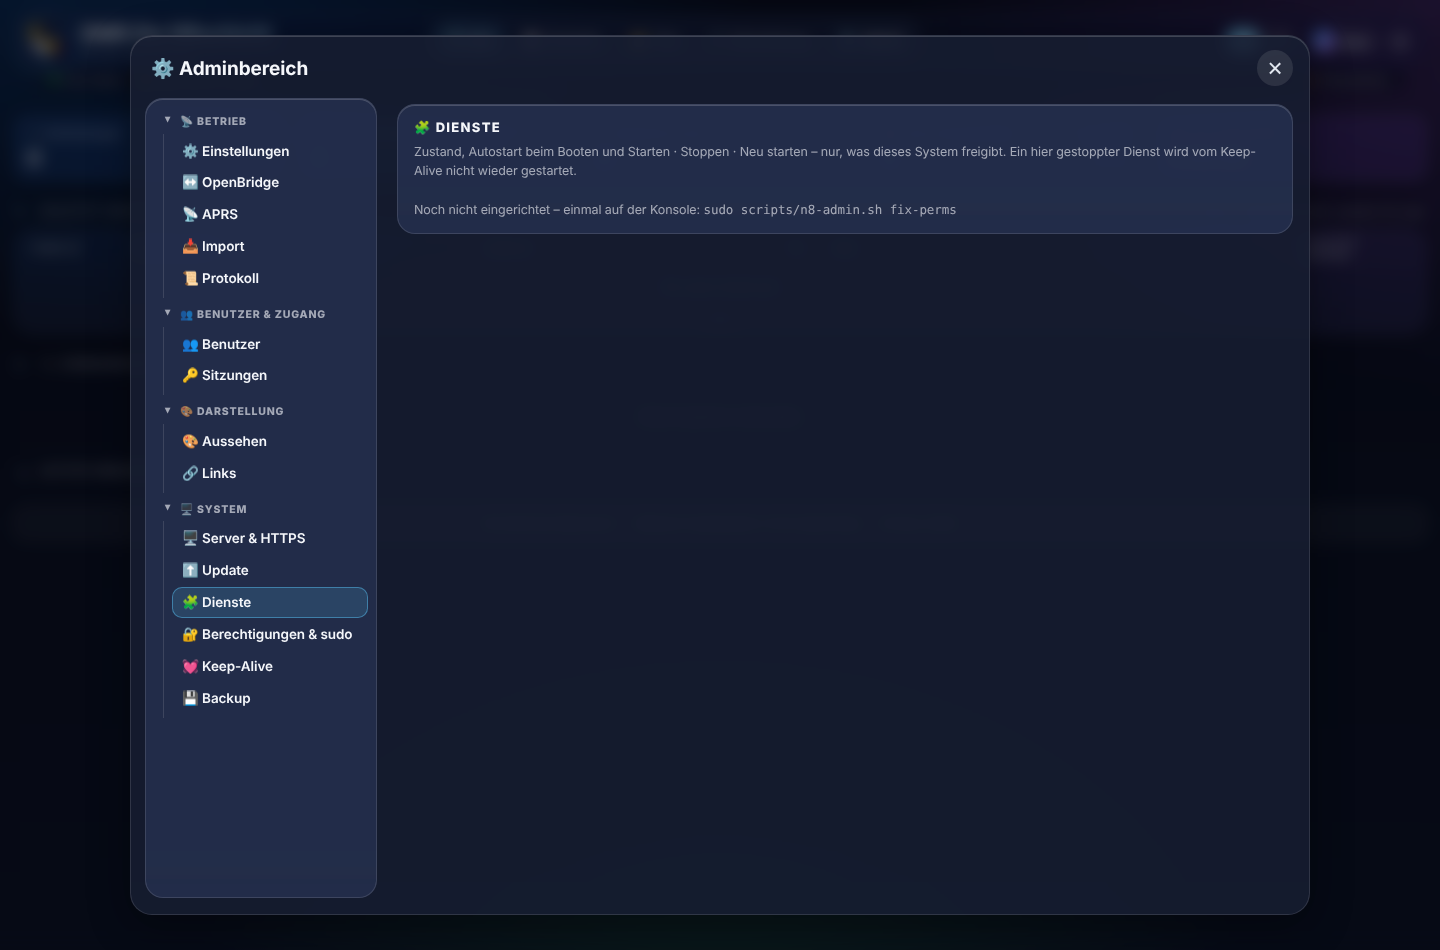 Adminbereich
BETRIEB
Einstellungen
OpenBridge
APRS
Import
Protokoll
BENUTZER & ZUGANG
Benutzer
Sitzungen
DARSTELLUNG
Aussehen
Links
SYSTEM
Server & HTTPS
Update
Dienste
Berechtigungen & sudo
Keep-Alive
Backup
DIENSTE
Zustand, Autostart beim Booten und Starten · Stoppen · Neu starten – nur, was dieses System freigibt. Ein hier gestoppter Dienst wird vom Keep-
Alive nicht wieder gestartet.
Noch nicht eingerichtet – einmal auf der Konsole: sudo scripts/n8-admin.sh fix-perms